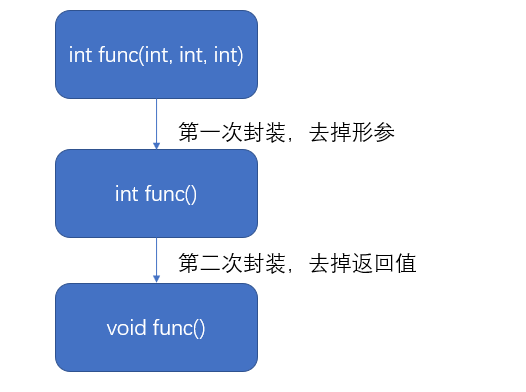 int func(int, int, int)
第一次封装，去掉形参
int func()
第二次封装，去掉返回值
void func()